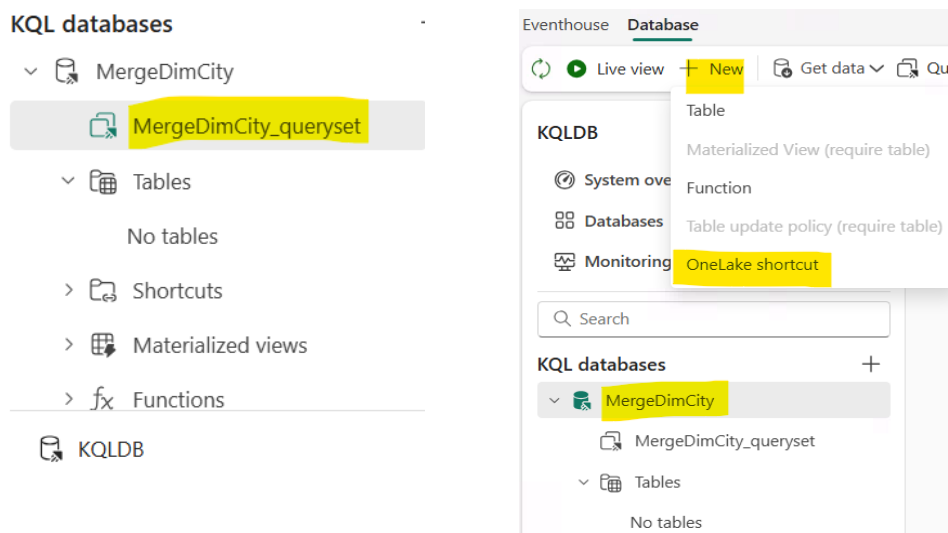 KQL databases
MergeDimCity
MergeDimCity_queryset
Tables
No tables
Shortcuts
Materialized views
Functions
KQLDB
Eventhouse Database
Live view New Get data
Table
Materialized View (require table)
Function
Table update policy (require table)
OneLake shortcut
KQLDB
System
Databases
Monitoring
Search
KQL databases
MergeDimCity
MergeDimCity_queryset
Tables
No tables